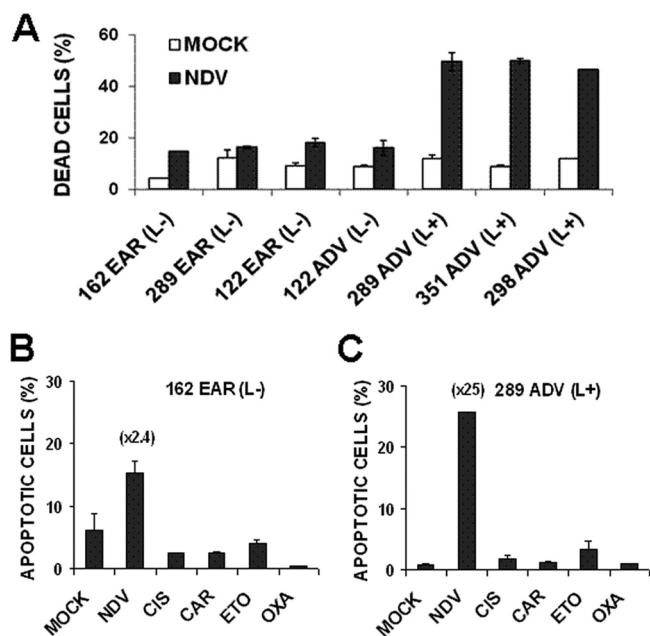 A
DEAD CELLS (%)
60
40
20
0
MOCK
NDV
162 EAR (L-)
289 EAR (L-)
122 EAR (L-)
122 ADV (L-)
289 ADV (L+)
351 ADV (L+)
298 ADV (L+)
B
162 EAR (L-)
APOPTOTIC CELLS (%)
30
20
10
0
(x2.4)
MOCK
NDV
CIS
CAR
ETO
OXA
C
(x25) 289 ADV (L+)
APOPTOTIC CELLS (%)
30
20
10
0
MOCK
NDV
CIS
CAR
ETO
OXA